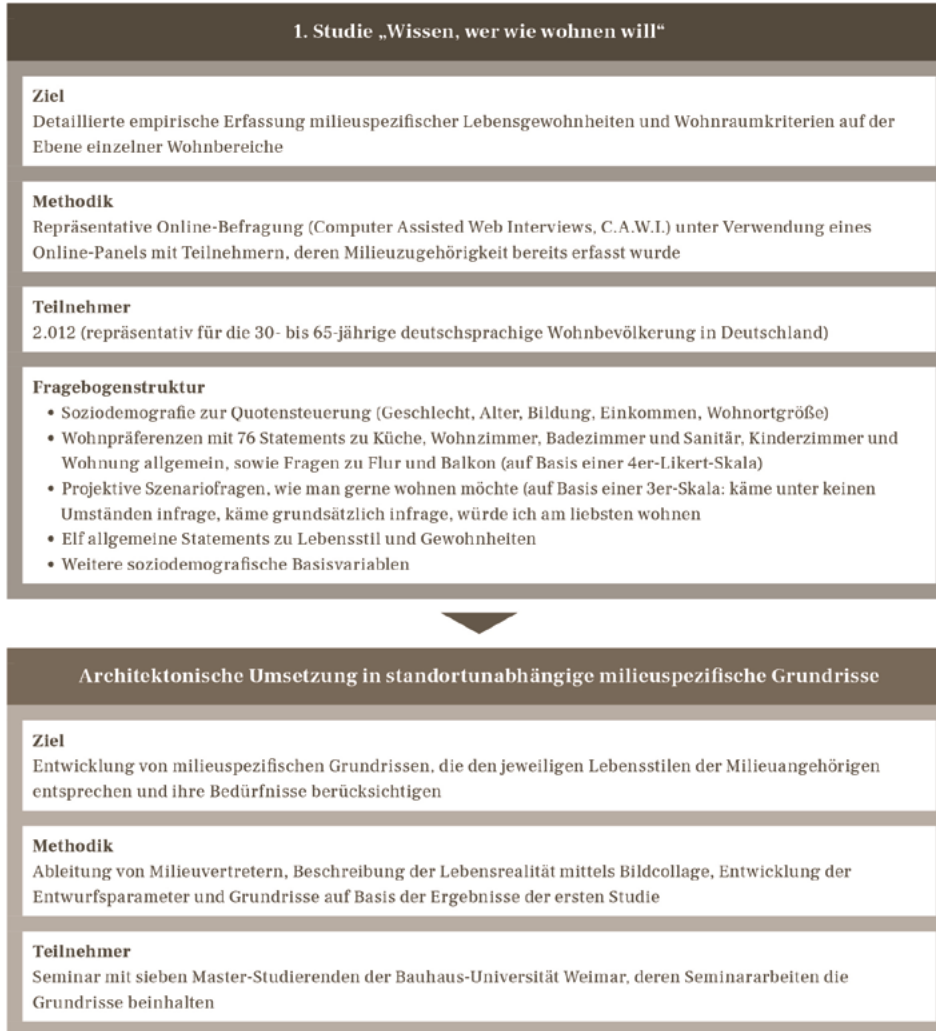 1. Studie „Wissen, wer wie wohnen will“
Ziel
Detaillierte empirische Erfassung milieuspezifischer Lebensgewohnheiten und Wohnraumkriterien auf der
Ebene einzelner Wohnbereiche
Methodik
Repräsentative Online-Befragung (Computer Assisted Web Interviews, C.A.W.I.) unter Verwendung eines
Online-Panels mit Teilnehmern, deren Milieuzugehörigkeit bereits erfasst wurde
Teilnehmer
2.012 (repräsentativ für die 30- bis 65-jährige deutschsprachige Wohnbevölkerung in Deutschland)
Fragebogenstruktur
• Soziodemografie zur Quotensteuerung (Geschlecht, Alter, Bildung, Einkommen, Wohnortgröße)
• Wohnpräferenzen mit 76 Statements zu Küche, Wohnzimmer, Badezimmer und Sanitär, Kinderzimmer und
Wohnung allgemein, sowie Fragen zu Flur und Balkon (auf Basis einer 4er-Likert-Skala)
• Projektive Szenariofragen, wie man gerne wohnen möchte (auf Basis einer 3er-Skala: käme unter keinen
Umständen infrage, käme grundsätzlich infrage, würde ich am liebsten wohnen
• Elf allgemeine Statements zu Lebensstil und Gewohnheiten
• Weitere soziodemografische Basisvariablen
Architektonische Umsetzung in standortunabhängige milieuspezifische Grundrisse
Ziel
Entwicklung von milieuspezifischen Grundrissen, die den jeweiligen Lebensstilen der Milieuangehörigen
entsprechen und ihre Bedürfnisse berücksichtigen
Methodik
Ableitung von Milieuvertretern, Beschreibung der Lebensrealität mittels Bildcollage, Entwicklung der
Entwurfsparameter und Grundrisse auf Basis der Ergebnisse der ersten Studie
Teilnehmer
Seminar mit sieben Master-Studierenden der Bauhaus-Universität Weimar, deren Seminararbeiten die
Grundrisse beinhalten